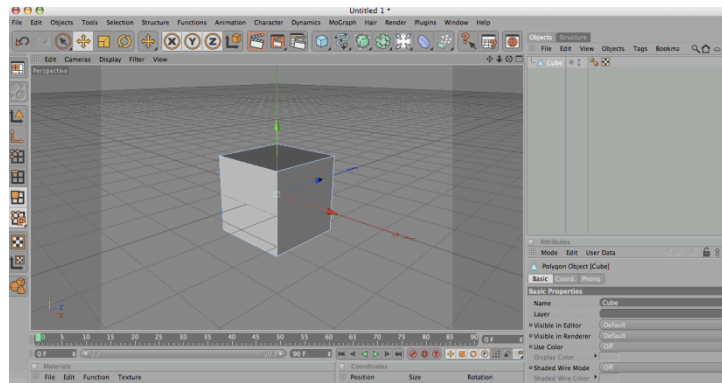 Untitled 1 *
File Edit Objects Tools Selection Structure Functions Animation Character Dynamics MoGraph Hair Render Plugins Window Help
X Y Z
Objects Structure
File Edit View Objects Tags Bookma
Edit Cameras Display Filter View
Perspective
Cube
Attributes
Mode Edit User Data
Polygon Object [Cube]
Basic Coord. Phong
Basic Properties
Name Cube
Layer
Visible in Editor Default
Visible in Renderer Default
Use Color Off
Display Color
Shaded Wire Mode Off
Shaded Wire Color
Z
X
0 5 10 15 20 25 30 35 40 45 50 55 60 65 70 75 80 85 90 0 F
0 F 90 F
Materials
File Edit Function Texture
Coordinates
Position Size Rotation